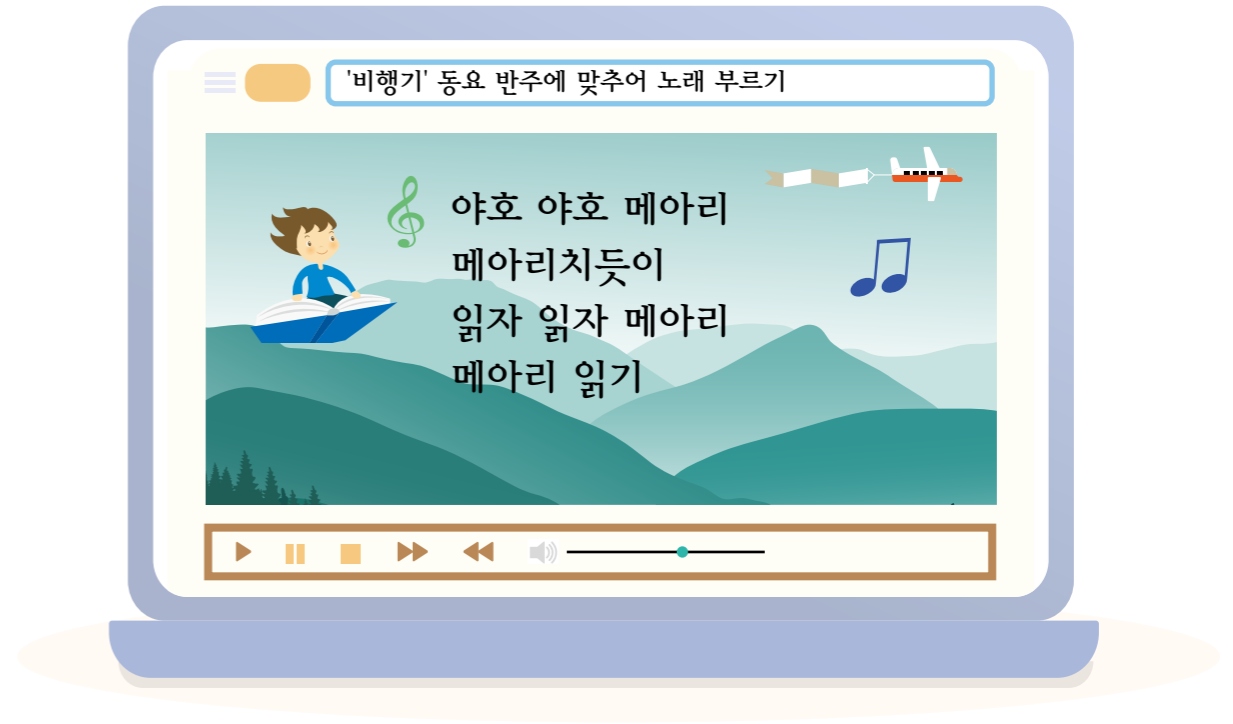 '비행기' 동요 반주에 맞추어 노래 부르기
야호 야호 메아리
메아리치듯이
읽자 읽자 메아리
메아리 읽기